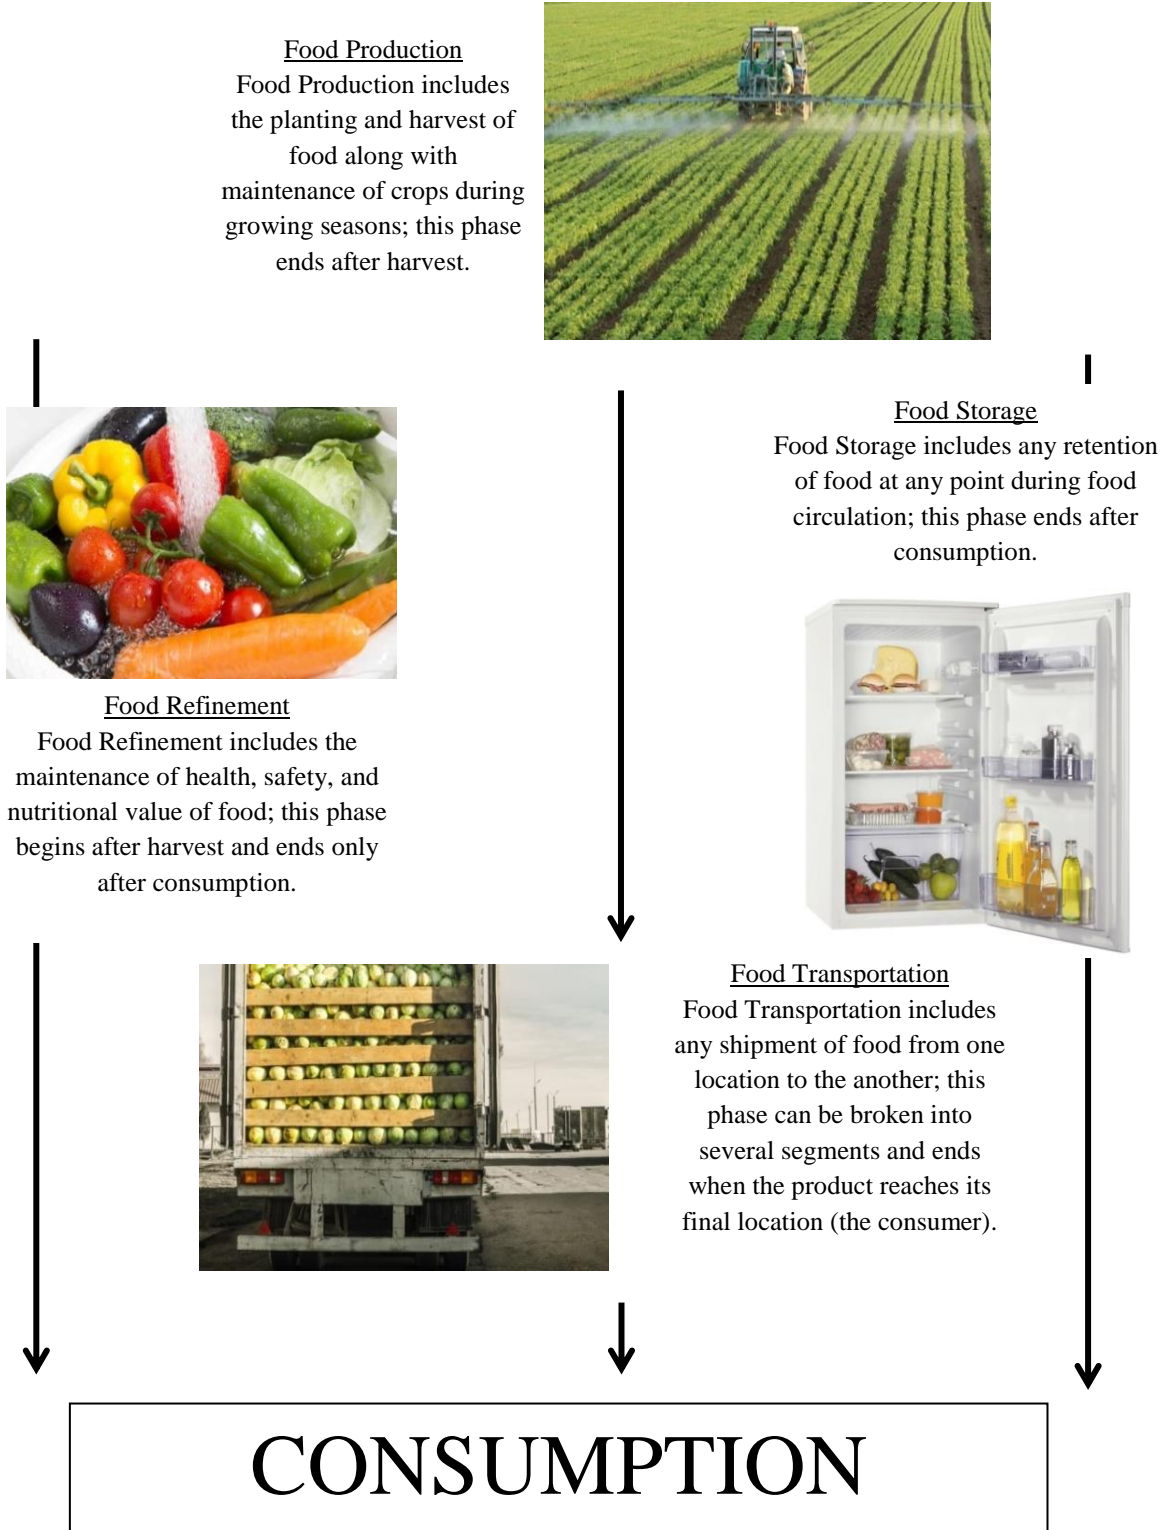 Food Production
Food Production includes
the planting and harvest of
food along with
maintenance of crops during
growing seasons; this phase
ends after harvest.
Food Storage
Food Storage includes any retention
of food at any point during food
circulation; this phase ends after
consumption.
Food Refinement
Food Refinement includes the
maintenance of health, safety, and
nutritional value of food; this phase
begins after harvest and ends only
after consumption.
Food Transportation
Food Transportation includes
any shipment of food from one
location to the another; this
phase can be broken into
several segments and ends
when the product reaches its
final location (the consumer).
CONSUMPTION